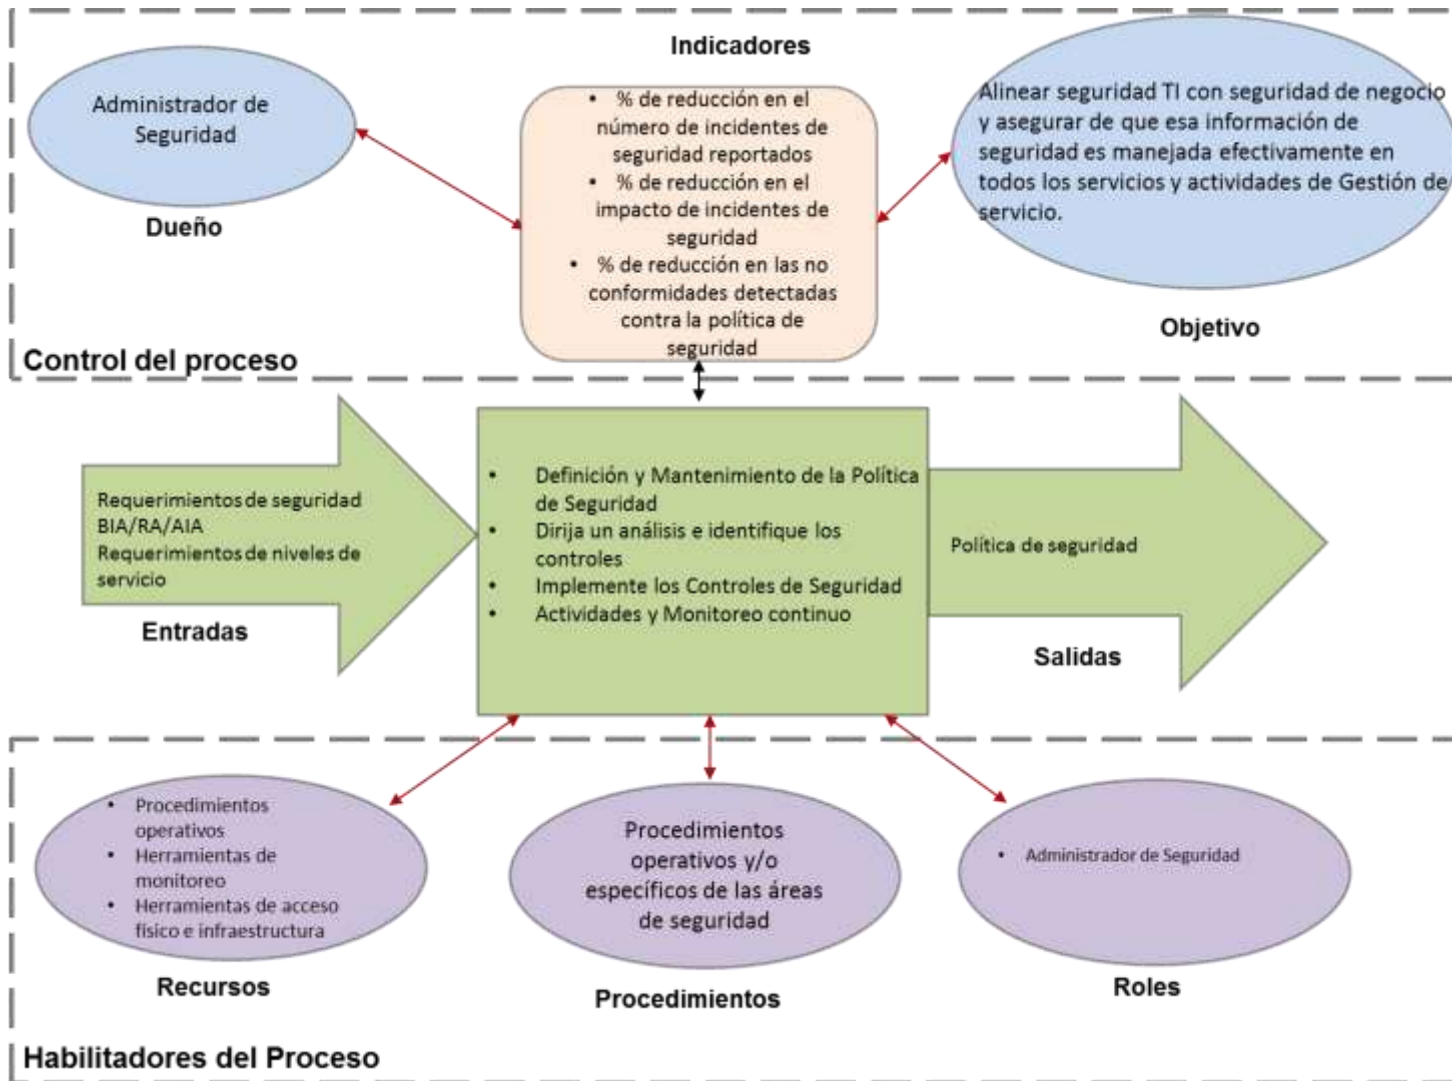 Indicadores
Administrador de
Seguridad
Dueño
• % de reducción en el
número de incidentes de
seguridad reportados
• % de reducción en el
impacto de incidentes de
seguridad
• % de reducción en las no
conformidades detectadas
contra la política de
seguridad
Alinear seguridad TI con seguridad de negocio
y asegurar de que esa información de
seguridad es manejada efectivamente en
todos los servicios y actividades de Gestión de
servicio.
Objetivo
Control del proceso
Requerimientos de seguridad
BIA/RA/AIA
Requerimientos de niveles de
servicio
Entradas
• Definición y Mantenimiento de la Política
de Seguridad
• Dirija un análisis e identifique los
controles
• Implemente los Controles de Seguridad
• Actividades y Monitoreo continuo
Política de seguridad
Salidas
• Procedimientos
operativos
• Herramientas de
monitoreo
• Herramientas de acceso
físico e infraestructura
Recursos
Procedimientos
operativos y/o
específicos de las áreas
de seguridad
Procedimientos
• Administrador de Seguridad
Roles
Habilitadores del Proceso